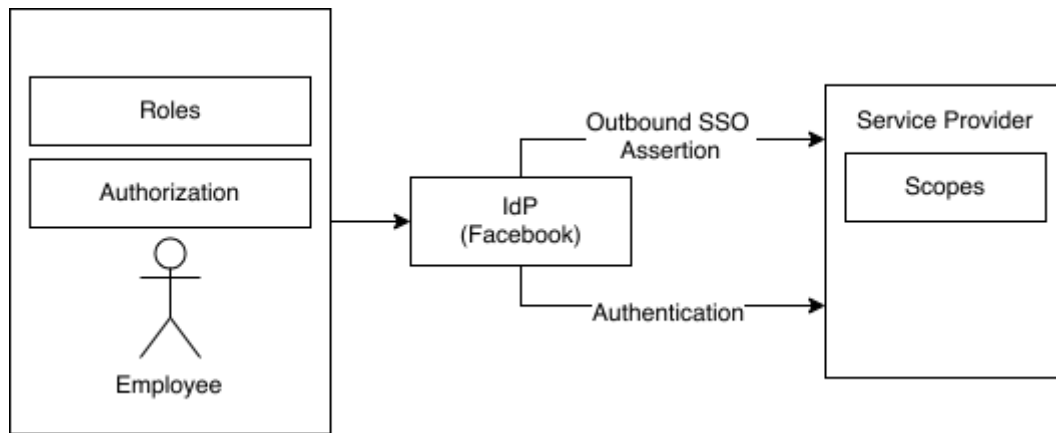 Roles
Authorization
Employee
IdP
(Facebook)
Outbound SSO
Assertion
Authentication
Service Provider
Scopes